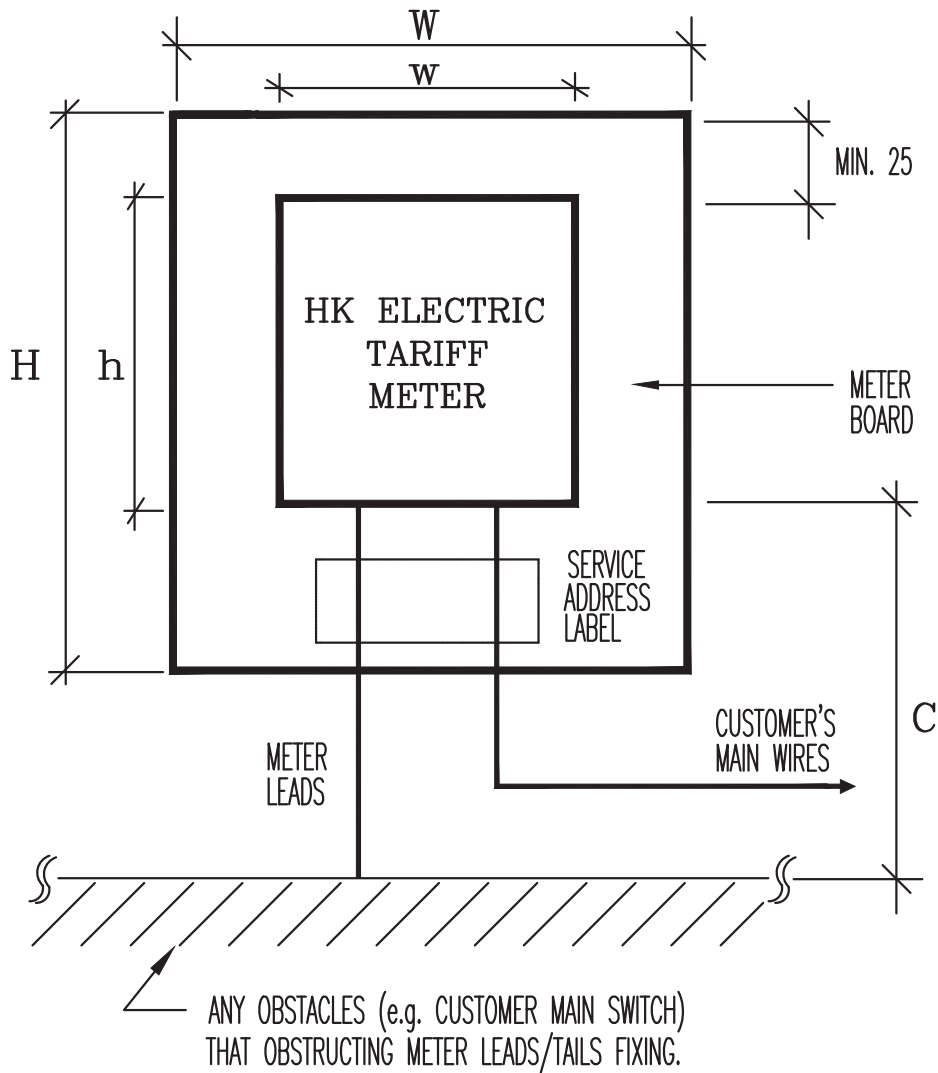 W
w
MIN. 25
HK ELECTRIC
TARIFF
METER
H
h
METER
BOARD
SERVICE
ADDRESS
LABEL
C
CUSTOMER'S
MAIN WIRES
METER
LEADS
ANY OBSTACLES (e.g. CUSTOMER MAIN SWITCH)
THAT OBSTRUCTING METER LEADS/TAILS FIXING.